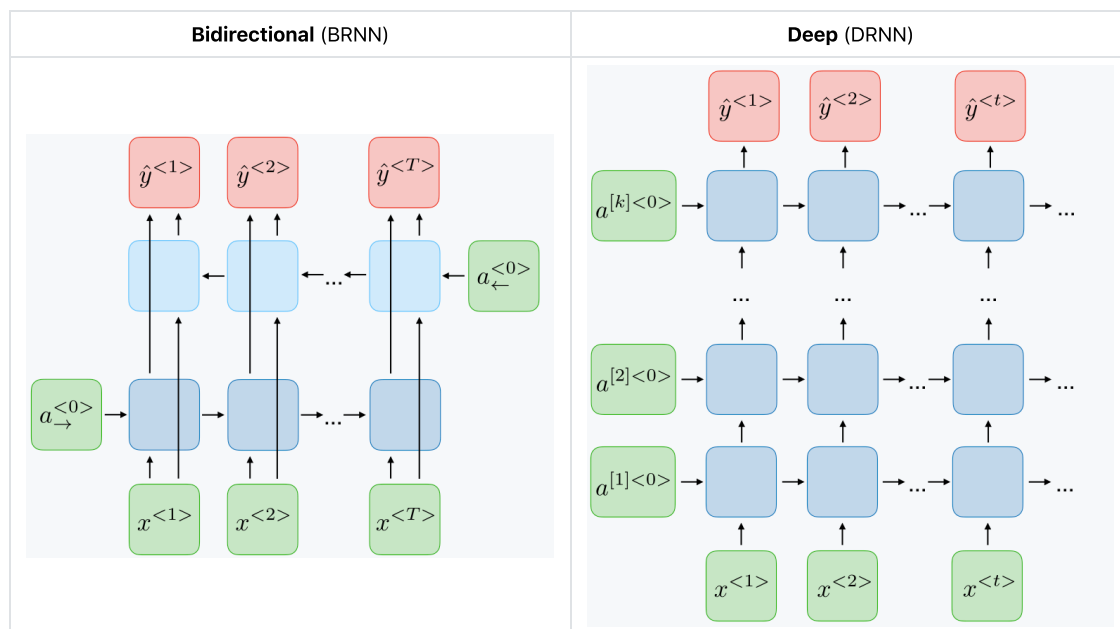 Bidirectional (BRNN)
ŷ<1> ŷ<2> ŷ<T>
... a←<0>
a→<0> ...
x<1> x<2> x<T>
Deep (DRNN)
ŷ<1> ŷ<2> ŷ<t>
a[k]<0> ... ...
... ... ...
a[2]<0> ... ...
a[1]<0> ... ...
x<1> x<2> x<t>